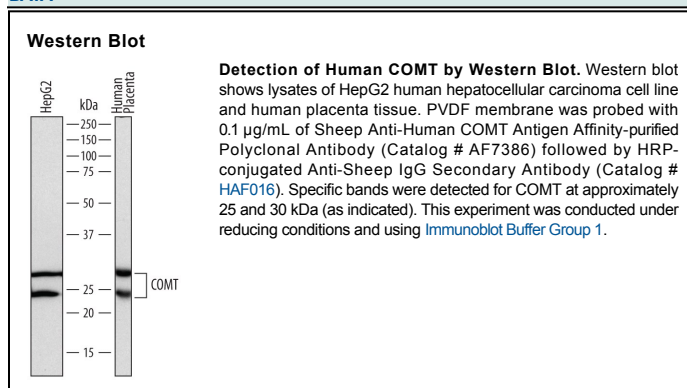 Western Blot
HepG2
kDa
Human
Placenta
250
150
100
75
50
37
25
20
15
COMT
Detection of Human COMT by Western Blot. Western blot
shows lysates of HepG2 human hepatocellular carcinoma cell line
and human placenta tissue. PVDF membrane was probed with
0.1 µg/mL of Sheep Anti-Human COMT Antigen Affinity-purified
Polyclonal Antibody (Catalog # AF7386) followed by HRP-
conjugated Anti-Sheep IgG Secondary Antibody (Catalog #
HAF016). Specific bands were detected for COMT at approximately
25 and 30 kDa (as indicated). This experiment was conducted under
reducing conditions and using Immunoblot Buffer Group 1.